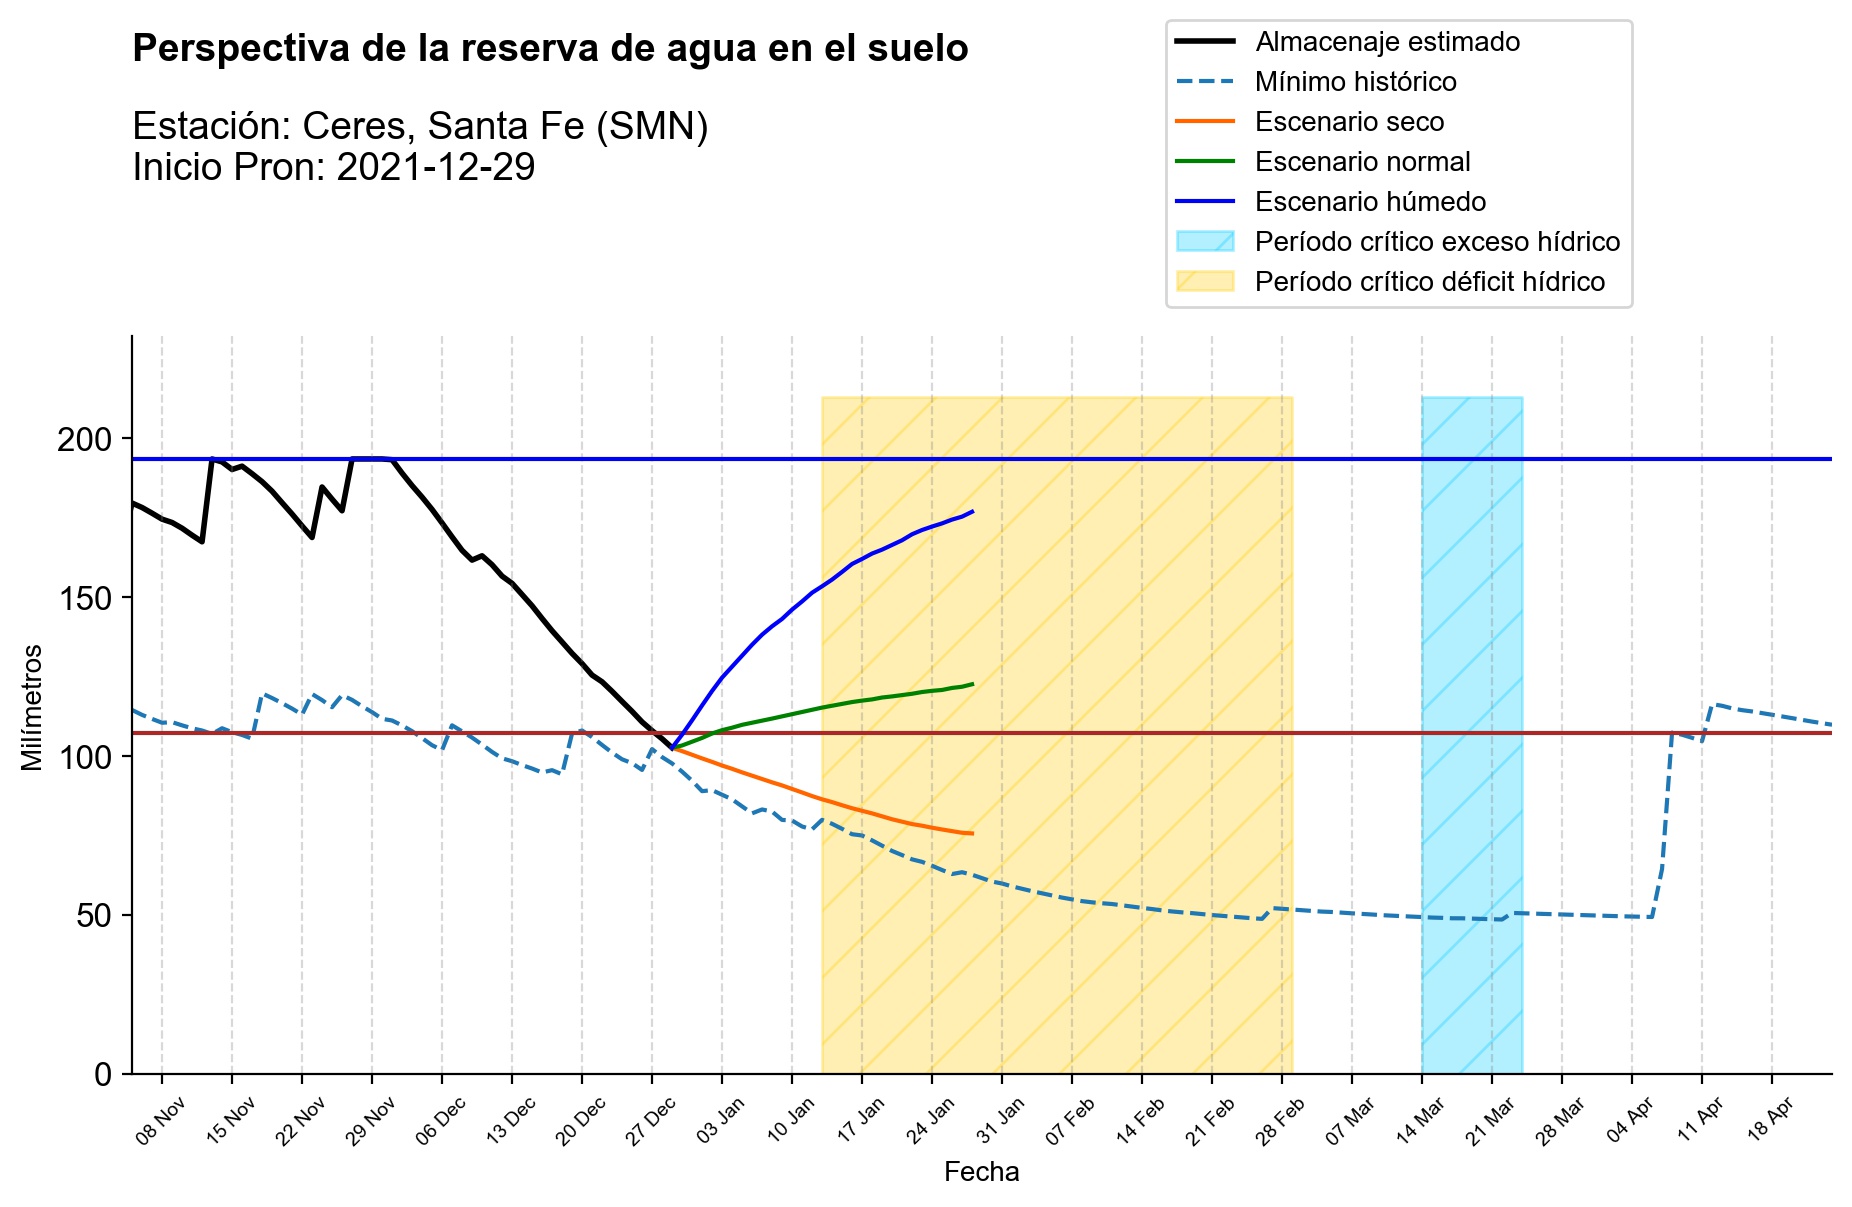 Perspectiva de la reserva de agua en el suelo
Estación: Ceres, Santa Fe (SMN)
Inicio Pron: 2021-12-29
Almacenaje estimado
Mínimo histórico
Escenario seco
Escenario normal
Escenario húmedo
Período crítico exceso hídrico
Período crítico déficit hídrico
200
150
100
50
0
Milímetros
08 Nov
15 Nov
22 Nov
29 Nov
06 Dec
13 Dec
20 Dec
27 Dec
03 Jan
10 Jan
17 Jan
24 Jan
31 Jan
07 Feb
14 Feb
21 Feb
28 Feb
07 Mar
14 Mar
21 Mar
28 Mar
04 Apr
11 Apr
18 Apr
Fecha